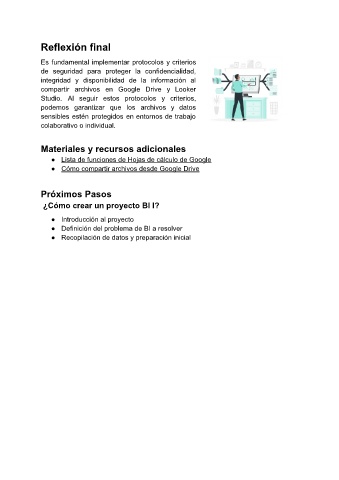 Reflexión final
Es fundamental implementar protocolos y criterios
de seguridad para proteger la confidencialidad,
integridad y disponibilidad de la información al
compartir archivos en Google Drive y Looker
Studio. Al seguir estos protocolos y criterios,
podemos garantizar que los archivos y datos
sensibles estén protegidos en entornos de trabajo
colaborativo o individual.
Materiales y recursos adicionales
● Lista de funciones de Hojas de cálculo de Google
● Cómo compartir archivos desde Google Drive
Próximos Pasos
¿Cómo crear un proyecto BI I?
● Introducción al proyecto
● Definición del problema de BI a resolver
● Recopilación de datos y preparación inicial